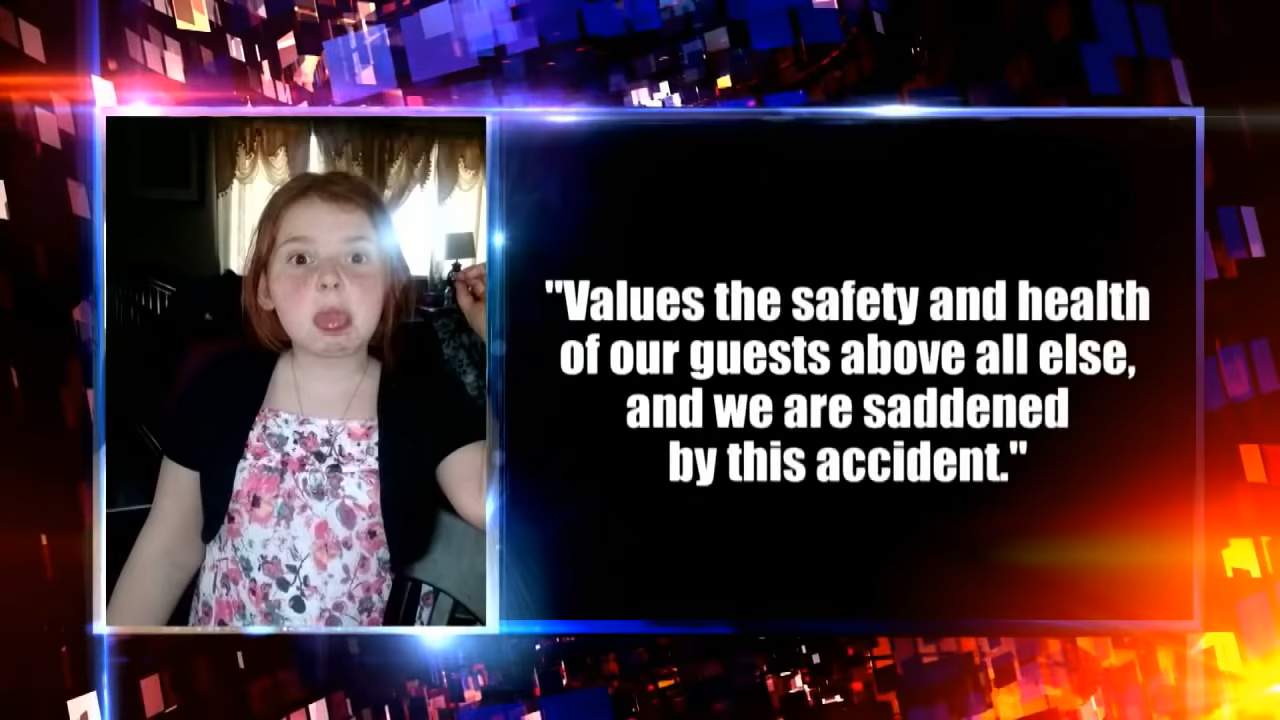 "Values the safety and health
of our guests above all else,
and we are saddened
by this accident."